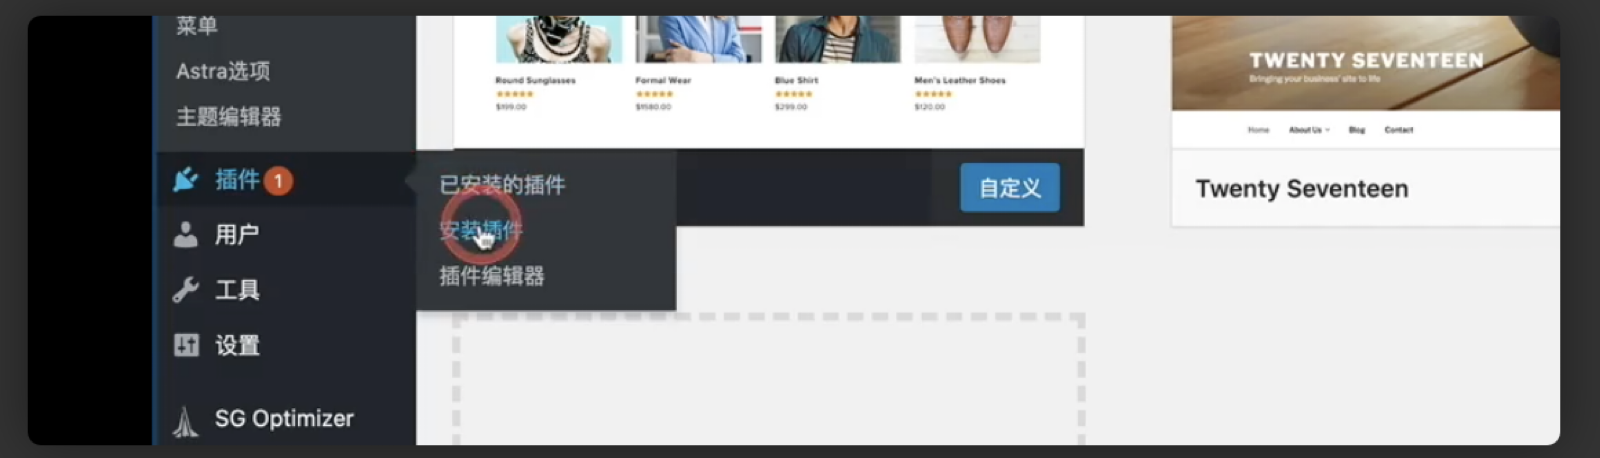 菜单
Astra选项
主题编辑器
插件 1
用户
工具
设置
SG Optimizer
已安装的插件
安装插件
插件编辑器
Round Sunglasses
$199.00
Formal Wear
$1580.00
Blue Shirt
$299.00
Men's Leather Shoes
$120.00
自定义
TWENTY SEVENTEEN
Bringing your business' site to life
Home About Us Blog Contact
Twenty Seventeen